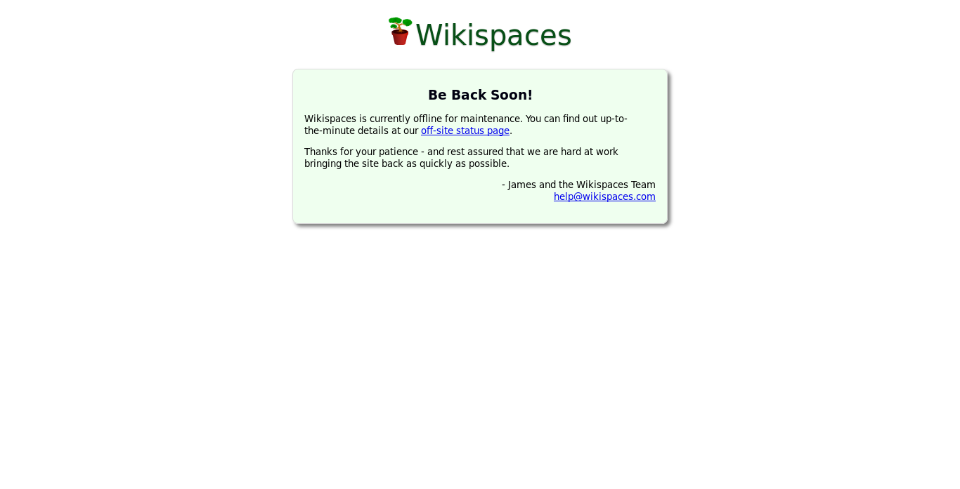 Wikispaces
Be Back Soon!
Wikispaces is currently offline for maintenance. You can find out up-to-
the-minute details at our off-site status page.
Thanks for your patience - and rest assured that we are hard at work
bringing the site back as quickly as possible.
- James and the Wikispaces Team
help@wikispaces.com